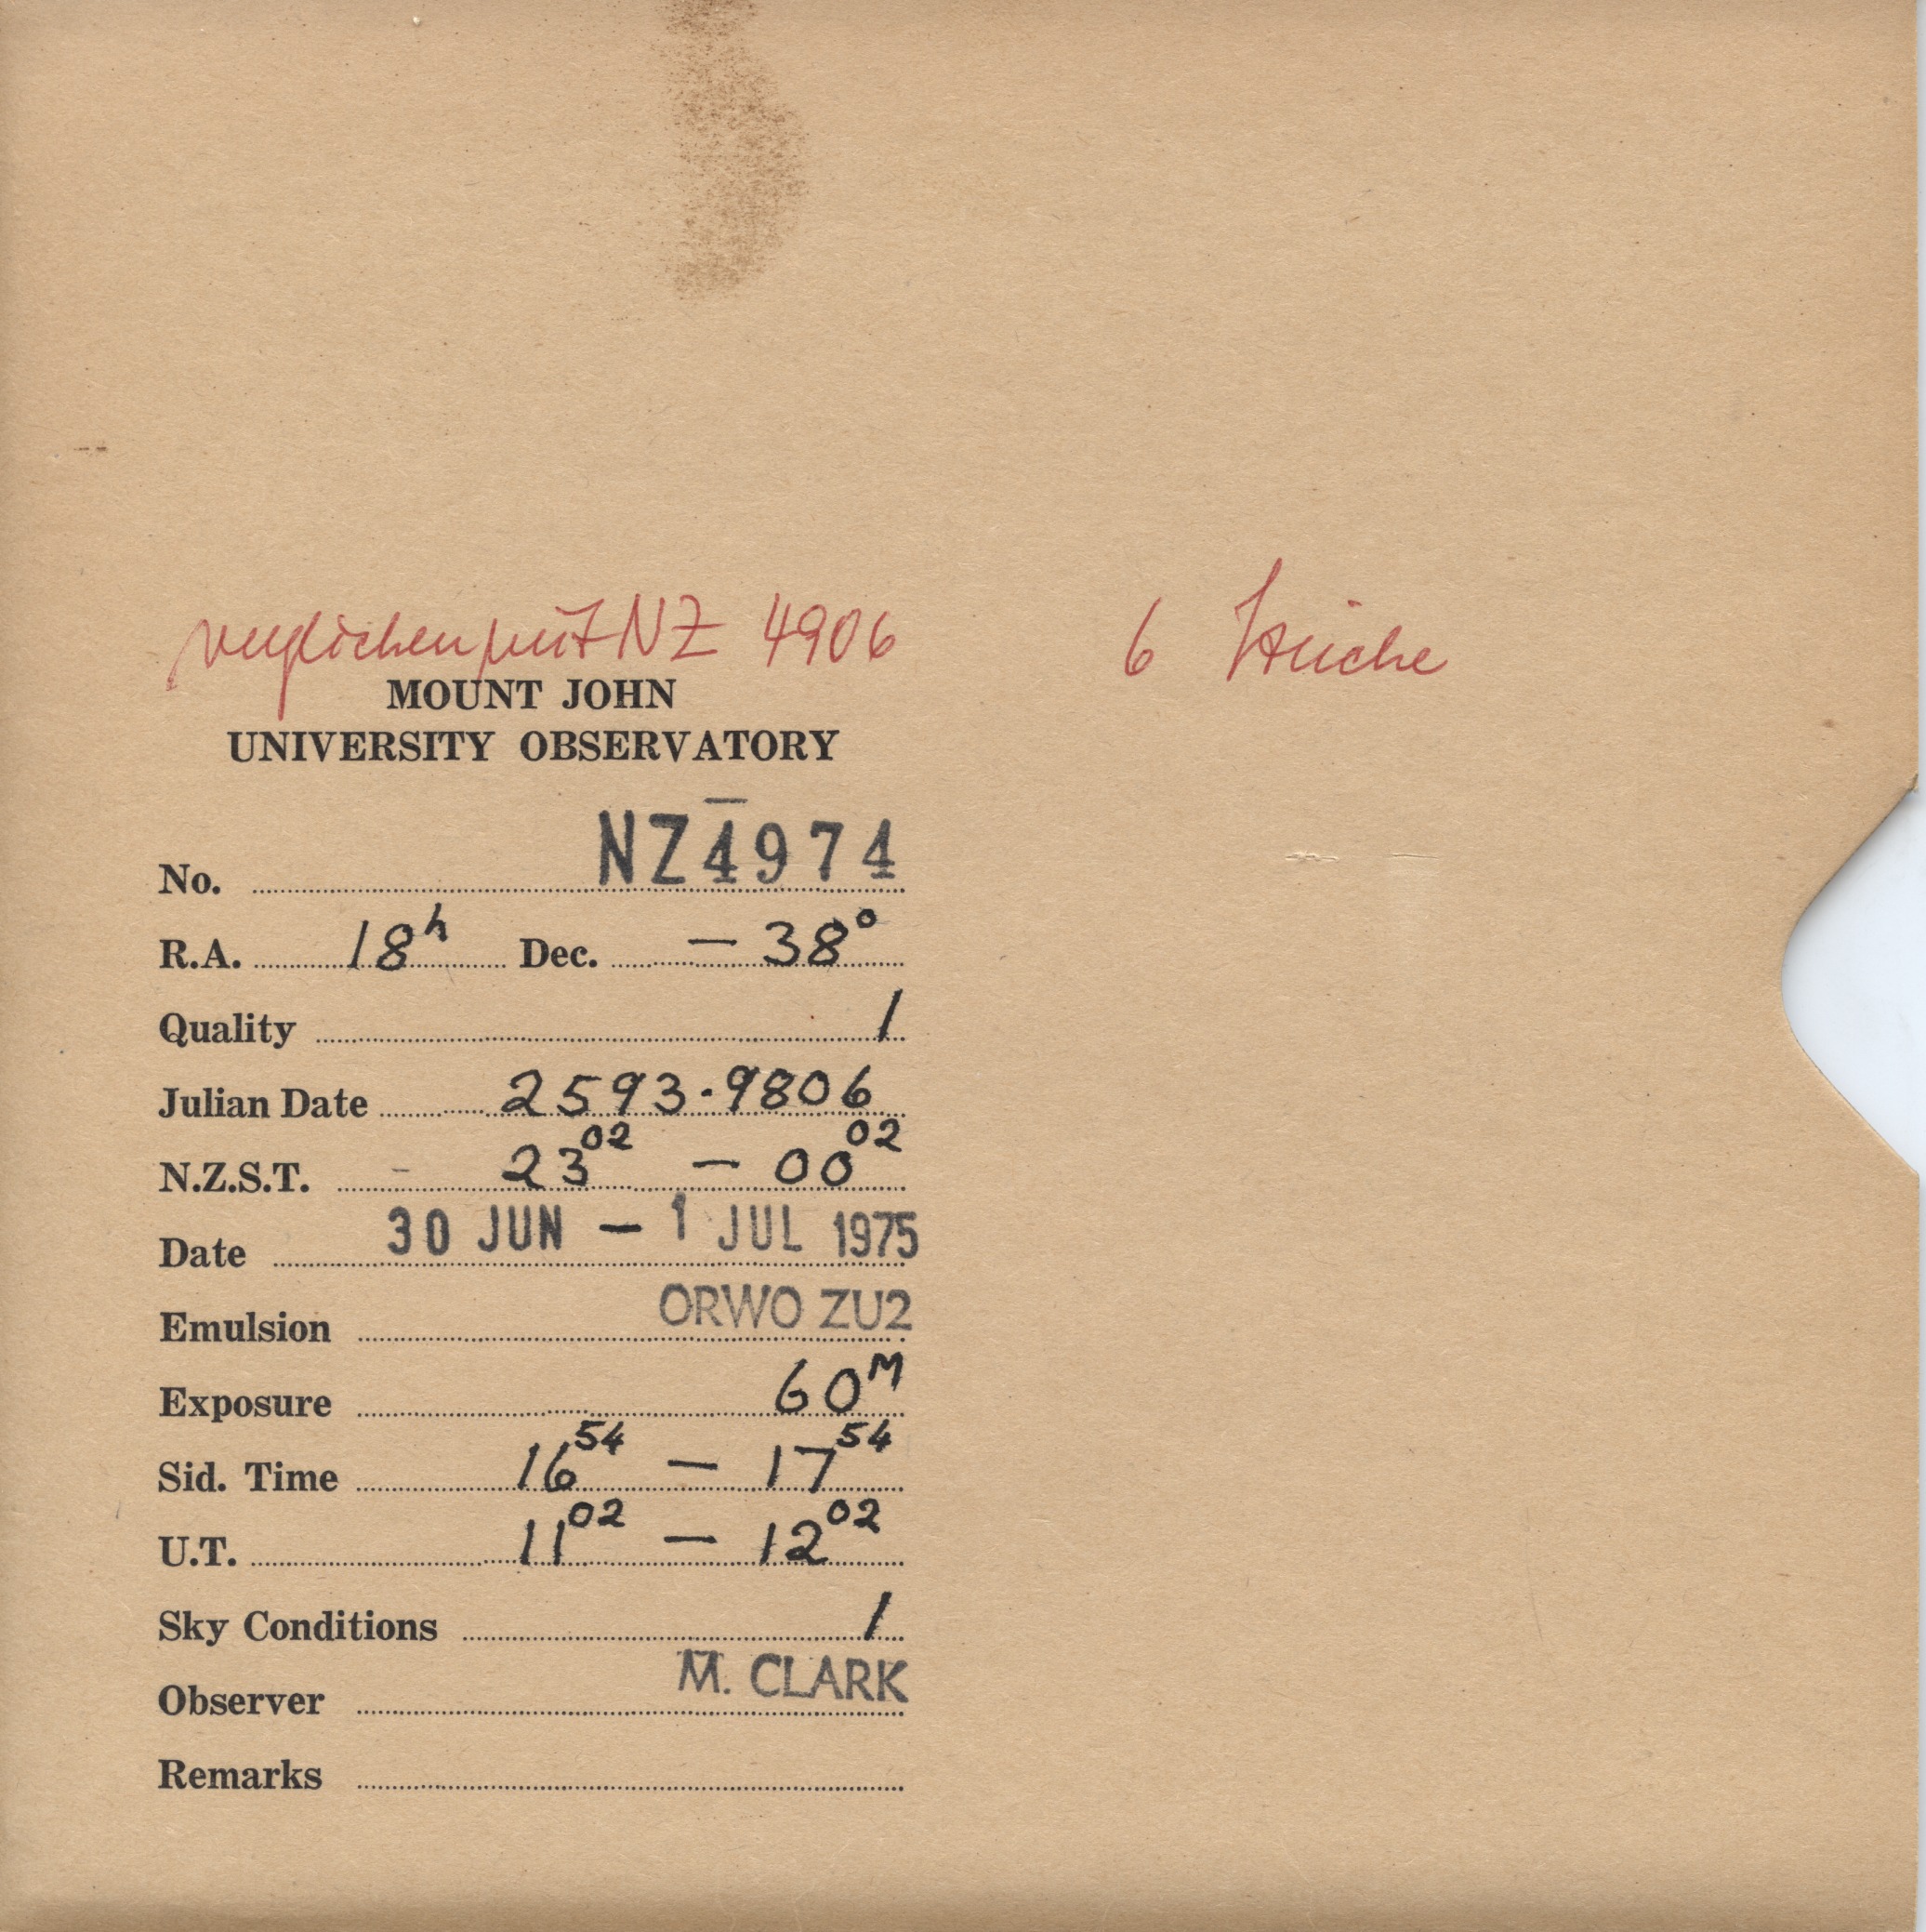 verglichen mit NZ 4906
6 Striche
MOUNT JOHN
UNIVERSITY OBSERVATORY
No. NZ4974
R.A. 18h Dec. — 38°
Quality 1
Julian Date 2593.9806
N.Z.S.T. 23 02 — 00 02
Date 30 JUN — 1 JUL 1975
Emulsion ORWO ZU2
Exposure 60M
Sid. Time 16 54 — 17 54
U.T. 11 02 — 12 02
Sky Conditions 1
Observer M. CLARK
Remarks